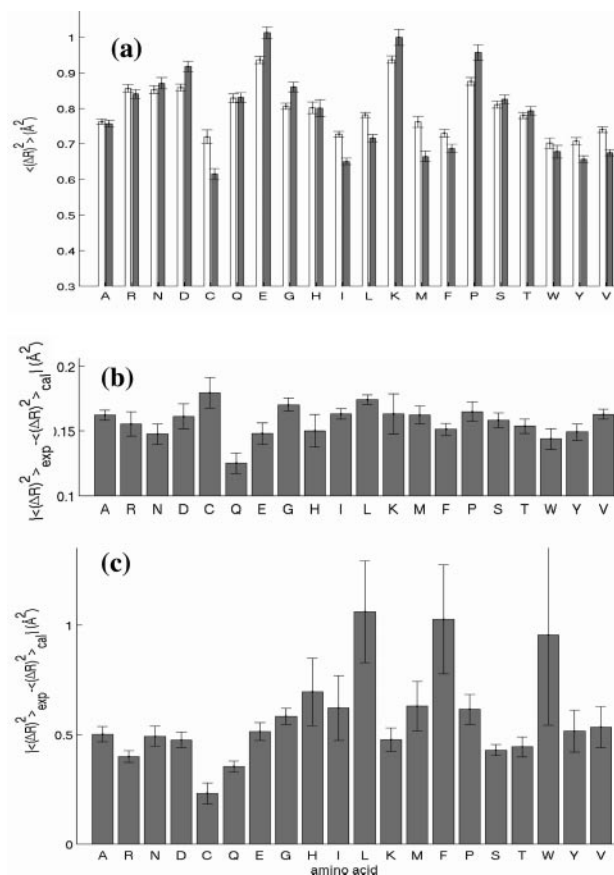 (a)
1
0.9
0.8
0.7
0.6
0.5
0.4
0.3
<(ΔR)²> (Å²)
A R N D C Q E G H I L K M F P S T W Y V
(b)
0.2
0.15
0.1
|<(ΔR)²>exp-<(ΔR)²>cal| (Å²)
A R N D C Q E G H I L K M F P S T W Y V
(c)
1
0.5
0
|<(ΔR)²>exp-<(ΔR)²>cal| (Å²)
A R N D C Q E G H I L K M F P S T W Y V
amino acid